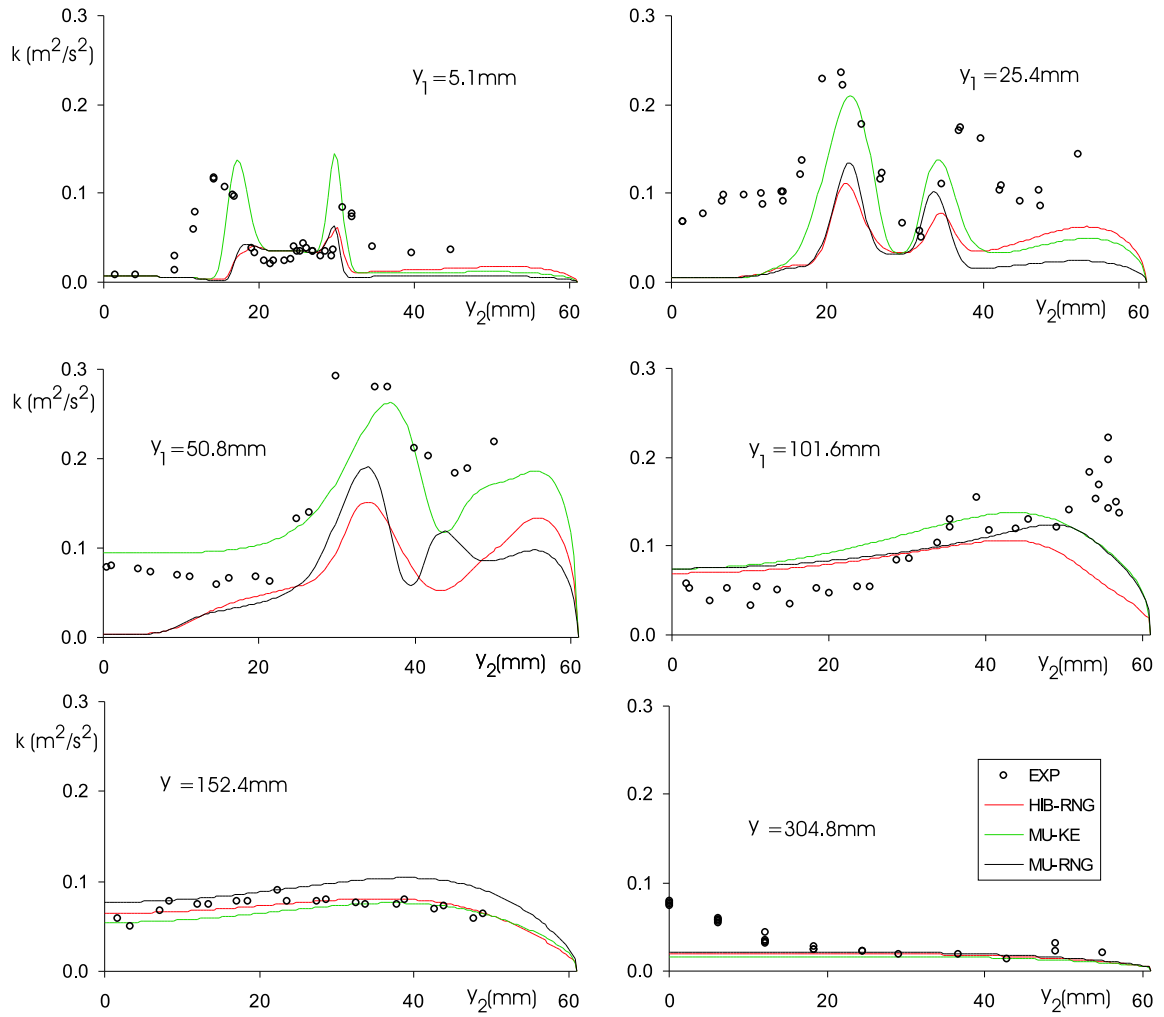 0.3
k (m²/s²)
0.2
0.1
0.0
y₁ =5.1mm
0 20 40 y₂(mm) 60
0.3
0.2
0.1
0.0
y₁ =25.4mm
0 20 40 y₂(mm) 60
0.3
k (m²/s²)
0.2
0.1
0.0
y₁ =50.8mm
0 20 40 y₂(mm) 60
0.3
0.2
0.1
0.0
y₁ =101.6mm
0 20 40 y₂(mm) 60
0.3
k (m²/s²)
0.2
0.1
0.0
y =152.4mm
0 20 40 y₂(mm) 60
0.3
0.2
0.1
0.0
y =304.8mm
EXP
HIB-RNG
MU-KE
MU-RNG
0 20 40 y₂(mm) 60